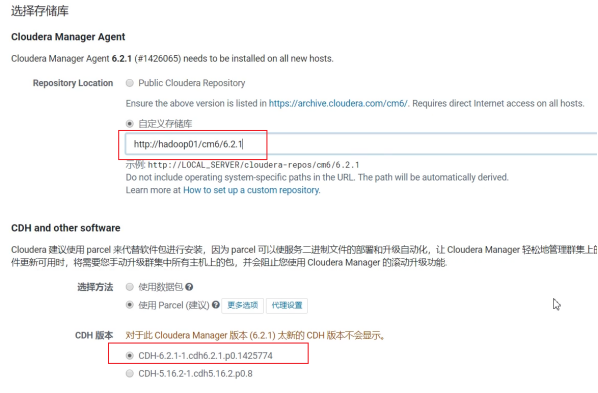 选择存储库
Cloudera Manager Agent
Cloudera Manager Agent 6.2.1 (#1426065) needs to be installed on all new hosts.
Repository Location
Public Cloudera Repository
Ensure the above version is listed in https://archive.cloudera.com/cm6/. Requires direct Internet access on all hosts.
自定义存储库
http://hadoop01/cm6/6.2.1
示例: http://LOCAL_SERVER/cloudera-repos/cm6/6.2.1
Do not include operating system-specific paths in the URL. The path will be automatically derived.
Learn more at How to set up a custom repository.
CDH and other software
Cloudera 建议使用 parcel 来代替软件包进行安装，因为 parcel 可以使服务二进制文件的部署和升级自动化，让 Cloudera Manager 轻松地管理群集上的
件更新可用时，将需要您手动升级群集中所有主机上的包，并会阻止您使用 Cloudera Manager 的滚动升级功能.
选择方法
使用数据包 ?
使用 Parcel (建议) ? 更多选项 代理设置
CDH 版本
对于此 Cloudera Manager 版本 (6.2.1) 太新的 CDH 版本不会显示。
CDH-6.2.1-1.cdh6.2.1.p0.1425774
CDH-5.16.2-1.cdh5.16.2.p0.8